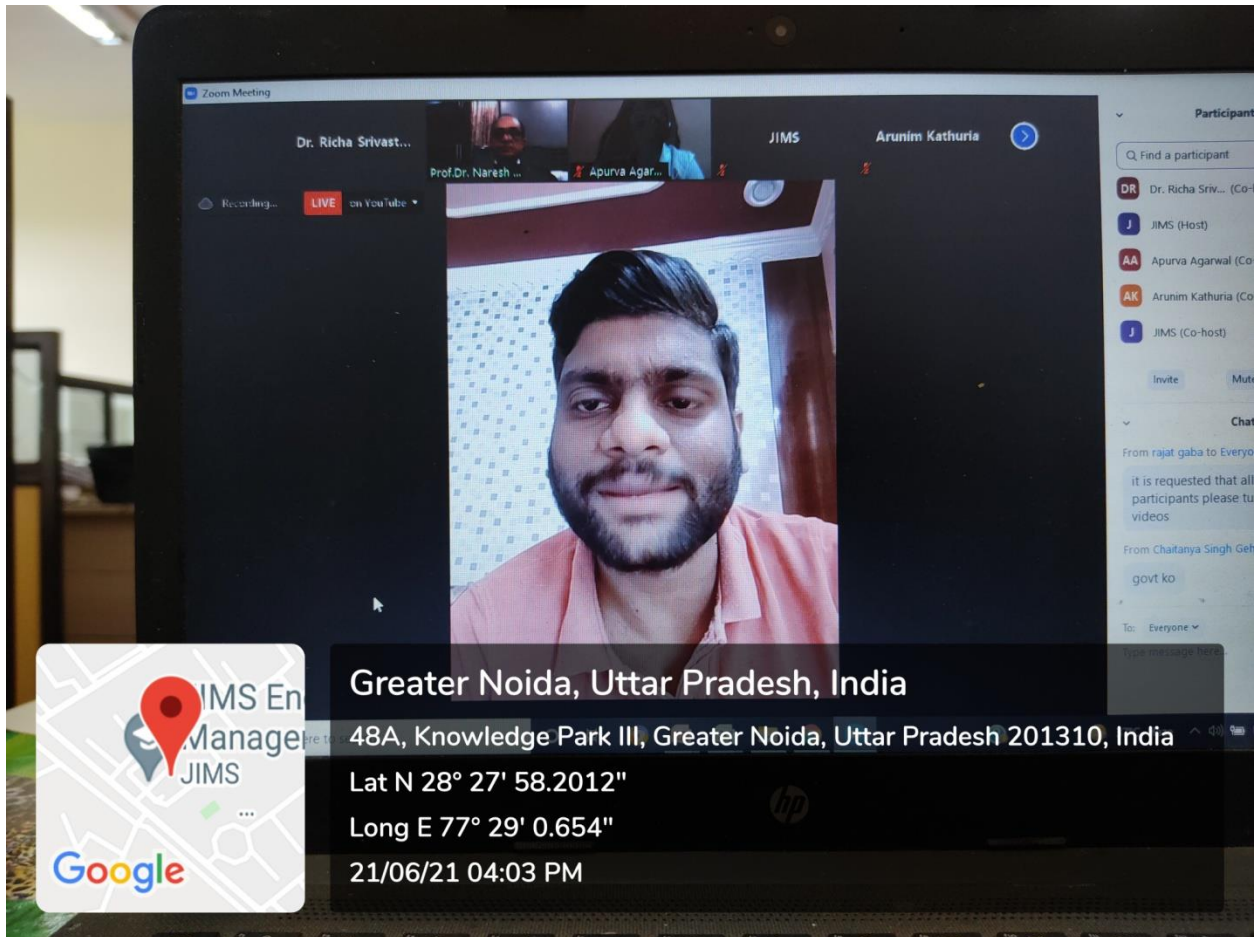 Zoom Meeting
Dr. Richa Srivast...
Prof.Dr. Naresh ...
Apurva Agar...
JIMS
Arunim Kathuria
Recording...
LIVE on YouTube
Participant
Find a participant
DR Dr. Richa Sriv... (Co-
J JIMS (Host)
AA Apurva Agarwal (Co
AK Arunim Kathuria (Co
J JIMS (Co-host)
Invite Mute
Chat
From rajat gaba to Everyo
it is requested that all
participants please tu
videos
From Chaitanya Singh Geh
govt ko
To: Everyone
Type message here...
hp
IMS En
Manage
JIMS
...
Google
Greater Noida, Uttar Pradesh, India
48A, Knowledge Park III, Greater Noida, Uttar Pradesh 201310, India
Lat N 28° 27' 58.2012"
Long E 77° 29' 0.654"
21/06/21 04:03 PM